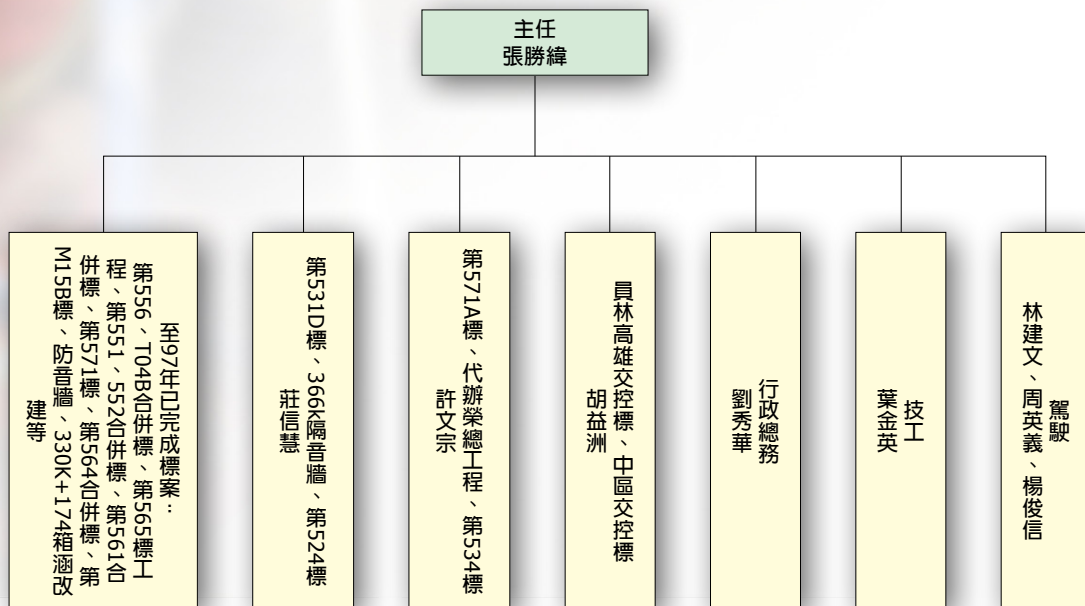 主任
張勝緯
至97年已完成標案：
第556、T04B合併標、第565標工
程、第551、552合併標、第561合
併標、第571標、第564合併標、第
M15B標、防音牆、330K+174箱涵改
建等
第531D標、366k隔音牆、第524標
莊信慧
第571A標、代辦榮總工程、第534標
許文宗
員林高雄交控標、中區交控標
胡益洲
行政總務
劉秀華
技工
葉金英
駕駛
林建文、周英義、楊俊信